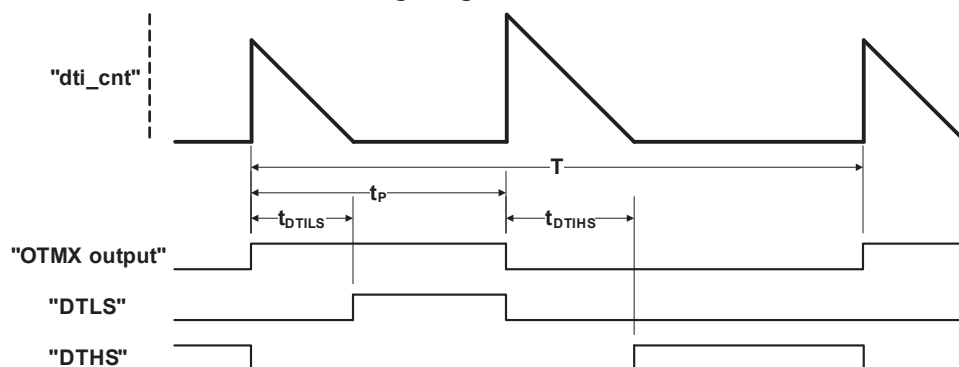 "dti_cnt"
T
tP
tDTILS
tDTIHS
"OTMX output"
"DTLS"
"DTHS"